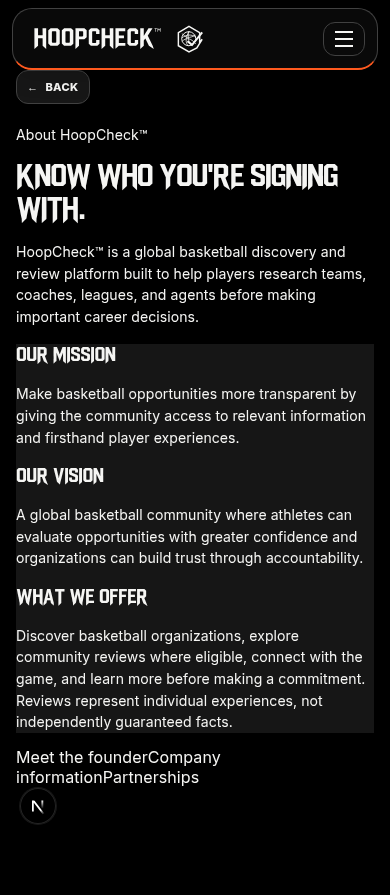 HOOPCHECK™
← BACK
About HoopCheck™
KNOW WHO YOU'RE SIGNING
WITH.
HoopCheck™ is a global basketball discovery and
review platform built to help players research teams,
coaches, leagues, and agents before making
important career decisions.
OUR MISSION
Make basketball opportunities more transparent by
giving the community access to relevant information
and firsthand player experiences.
OUR VISION
A global basketball community where athletes can
evaluate opportunities with greater confidence and
organizations can build trust through accountability.
WHAT WE OFFER
Discover basketball organizations, explore
community reviews where eligible, connect with the
game, and learn more before making a commitment.
Reviews represent individual experiences, not
independently guaranteed facts.
Meet the founderCompany
informationPartnerships
N